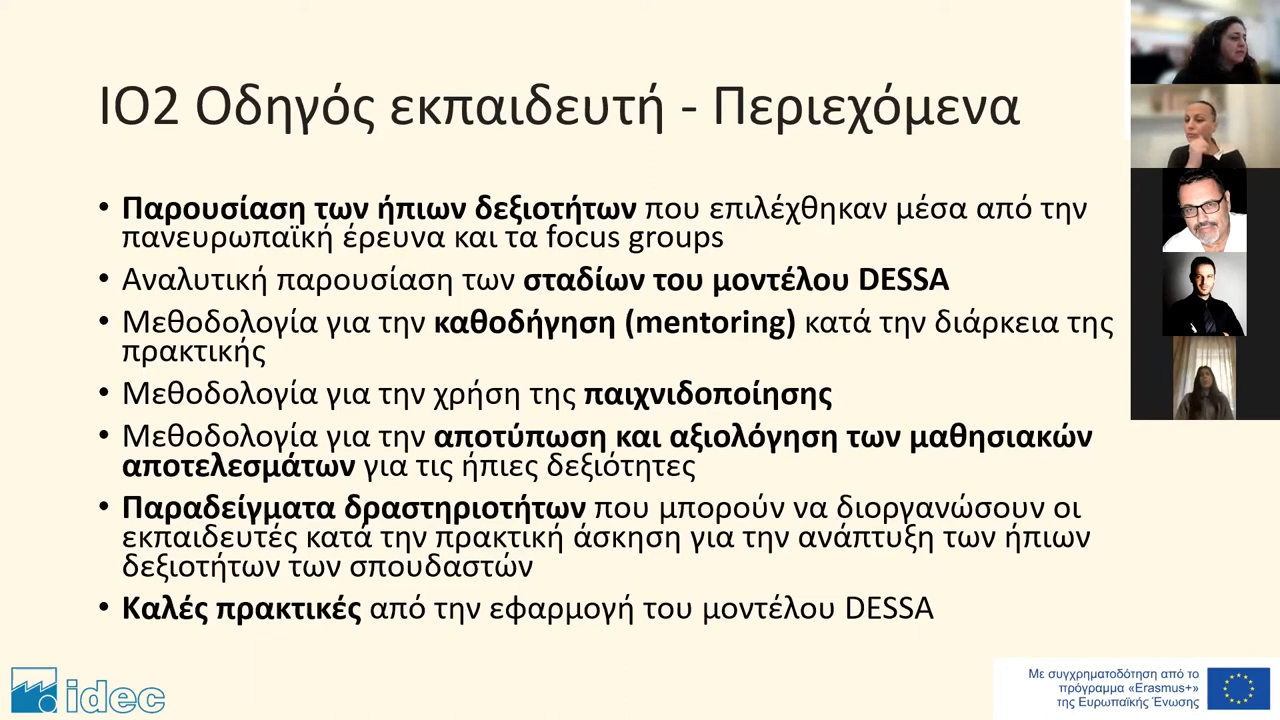 IO2 Οδηγός εκπαιδευτή - Περιεχόμενα
• Παρουσίαση των ήπιων δεξιοτήτων που επιλέχθηκαν μέσα από την
πανευρωπαϊκή έρευνα και τα focus groups
• Αναλυτική παρουσίαση των σταδίων του μοντέλου DESSA
• Μεθοδολογία για την καθοδήγηση (mentoring) κατά την διάρκεια της
πρακτικής
• Μεθοδολογία για την χρήση της παιχνιδοποίησης
• Μεθοδολογία για την αποτύπωση και αξιολόγηση των μαθησιακών
αποτελεσμάτων για τις ήπιες δεξιότητες
• Παραδείγματα δραστηριοτήτων που μπορούν να διοργανώσουν οι
εκπαιδευτές κατά την πρακτική άσκηση για την ανάπτυξη των ήπιων
δεξιοτήτων των σπουδαστών
• Καλές πρακτικές από την εφαρμογή του μοντέλου DESSA
idec
Με συγχρηματοδότηση από το
πρόγραμμα «Erasmus+»
της Ευρωπαϊκής Ένωσης